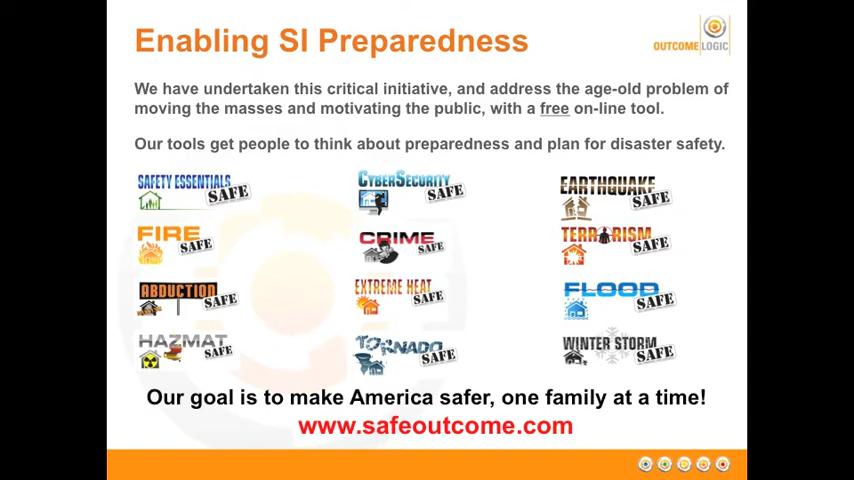 Enabling SI Preparedness
OUTCOME LOGIC
We have undertaken this critical initiative, and address the age-old problem of
moving the masses and motivating the public, with a free on-line tool.
Our tools get people to think about preparedness and plan for disaster safety.
SAFETY ESSENTIALS SAFE
CYBERSECURITY SAFE
EARTHQUAKE SAFE
FIRE SAFE
CRIME SAFE
TERRORISM SAFE
ABDUCTION SAFE
EXTREME HEAT SAFE
FLOOD SAFE
HAZMAT SAFE
TORNADO SAFE
WINTER STORM SAFE
Our goal is to make America safer, one family at a time!
www.safeoutcome.com